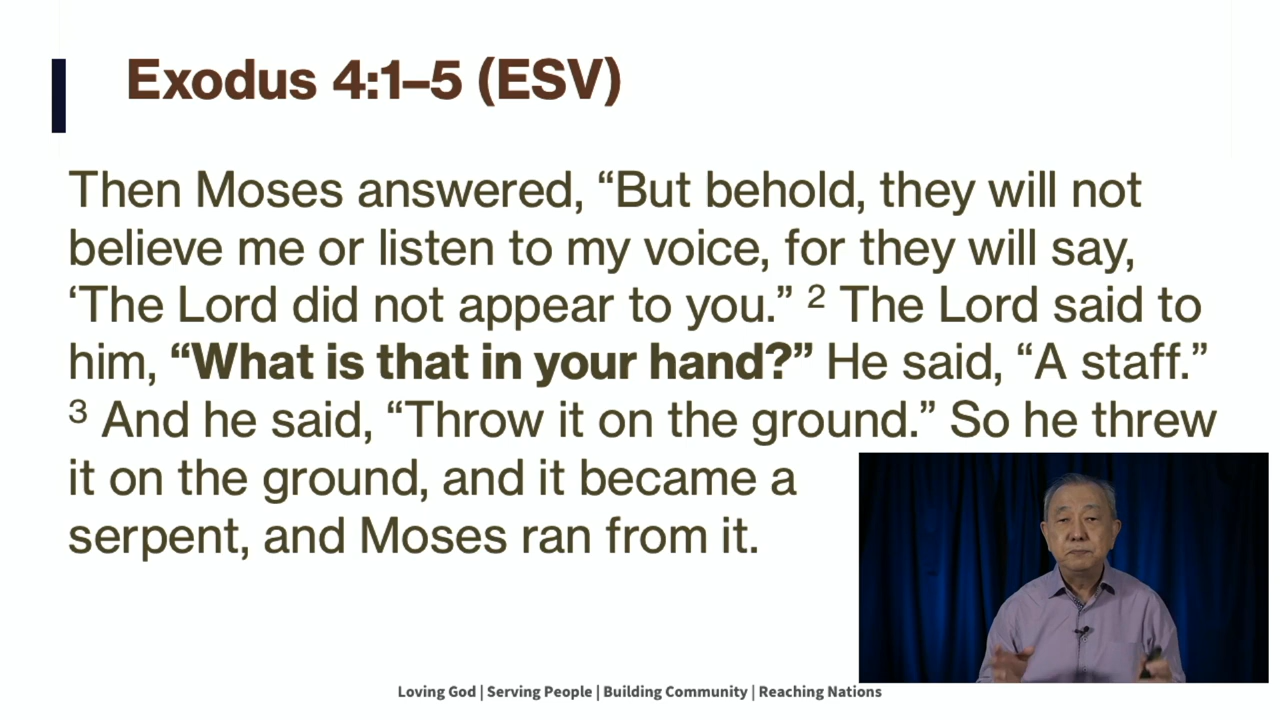 Exodus 4:1–5 (ESV)
Then Moses answered, “But behold, they will not
believe me or listen to my voice, for they will say,
‘The Lord did not appear to you.” ² The Lord said to
him, “What is that in your hand?” He said, “A staff.”
³ And he said, “Throw it on the ground.” So he threw
it on the ground, and it became a
serpent, and Moses ran from it.
Loving God | Serving People | Building Community | Reaching Nations